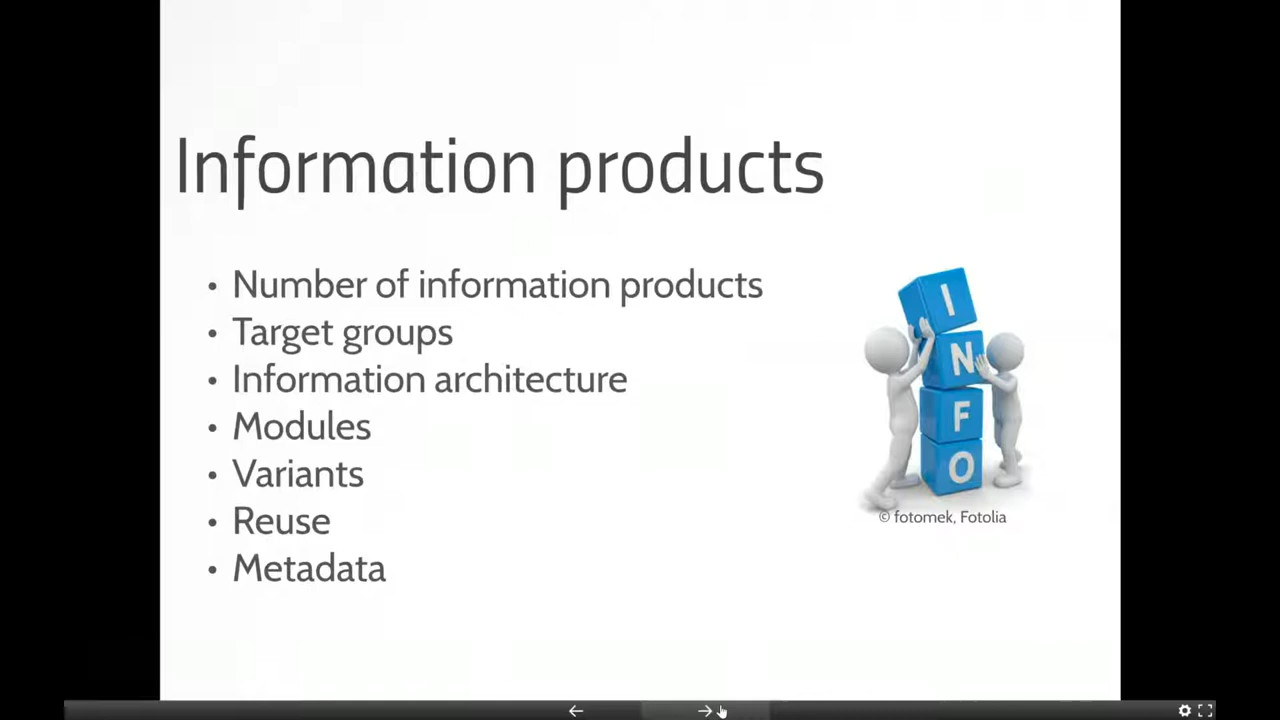 Information products
• Number of information products
• Target groups
• Information architecture
• Modules
• Variants
• Reuse
• Metadata
I
N
F
O
© fotomek, Fotolia